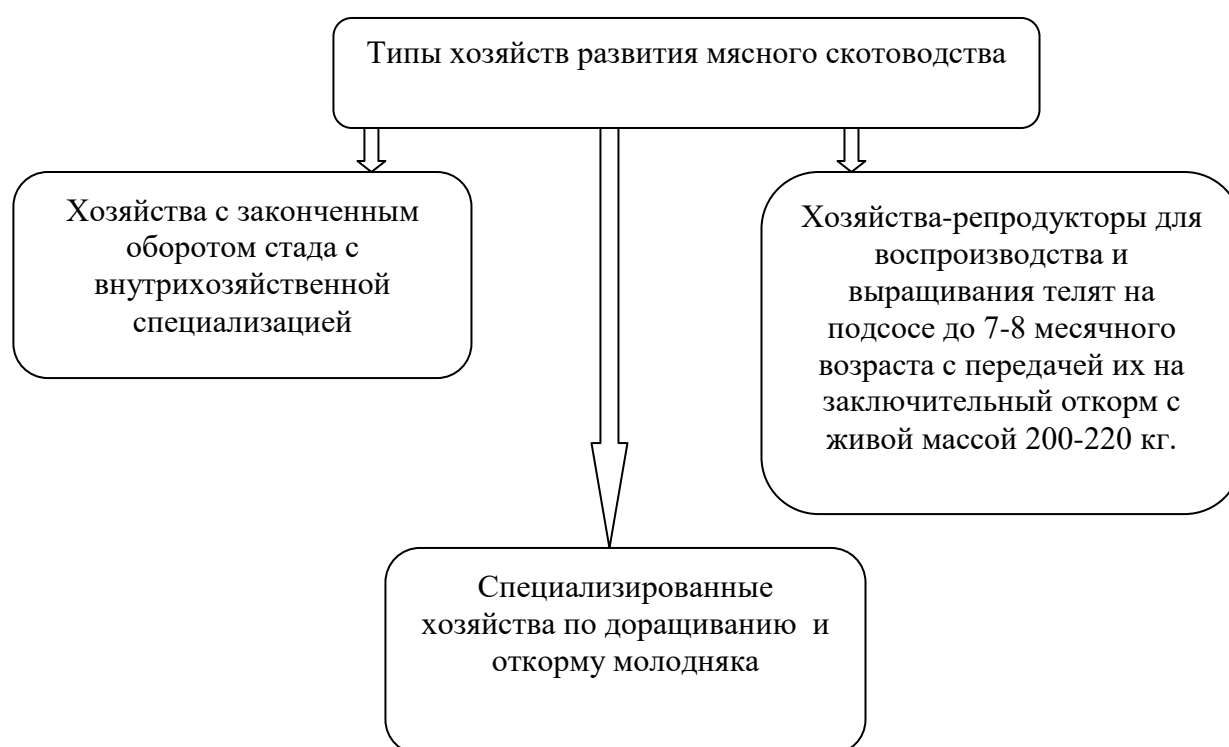 Типы хозяйств развития мясного скотоводства
Хозяйства с законченным
оборотом стада с
внутрихозяйственной
специализацией
Хозяйства-репродукторы для
воспроизводства и
выращивания телят на
подсосе до 7-8 месячного
возраста с передачей их на
заключительный откорм с
живой массой 200-220 кг.
Специализированные
хозяйства по доращиванию и
откорму молодняка